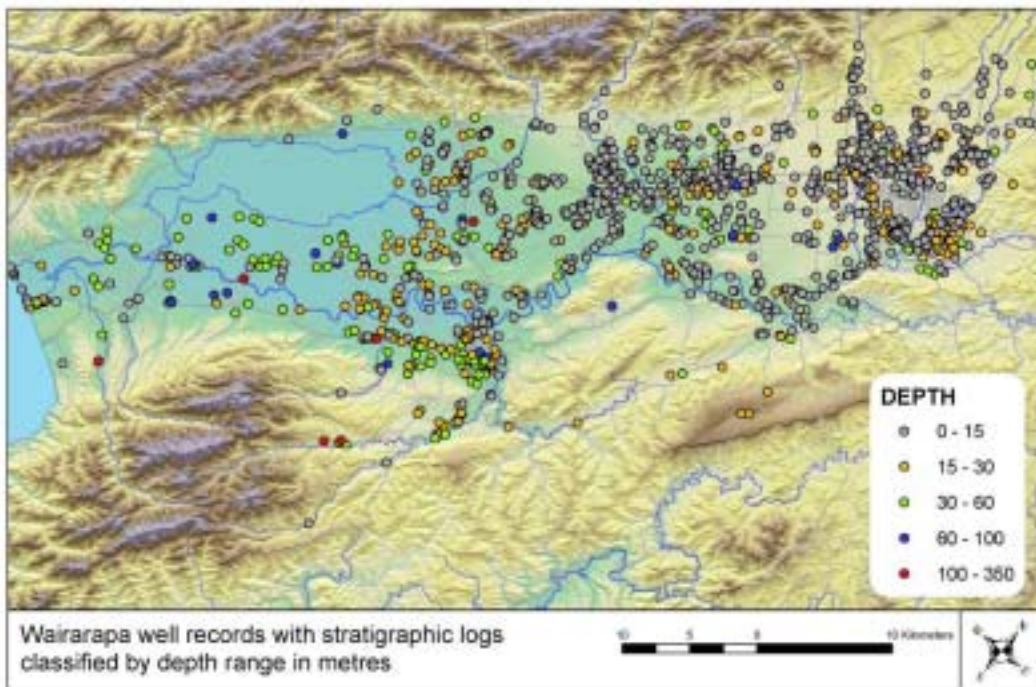 DEPTH
0 - 15
15 - 30
30 - 60
60 - 100
100 - 350
Wairarapa well records with stratigraphic logs
classified by depth range in metres
10 5 0 10 Kilometers